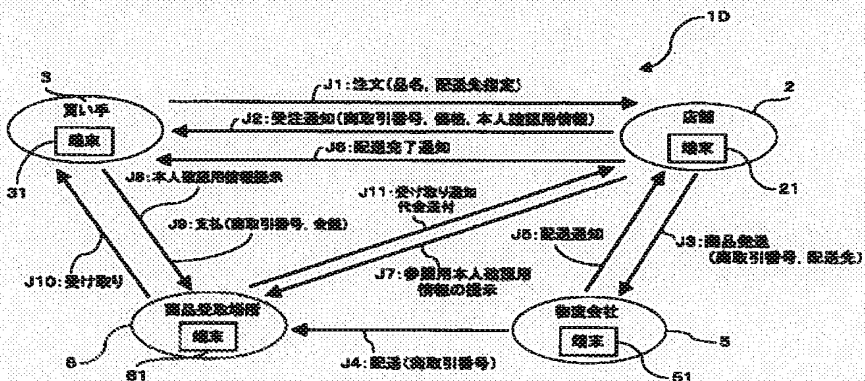 1D
3
買い手
端末
31
J1:注文(品名、配送先指定)
J2:受注通知(商取引番号、価格、本人確認用情報)
J6:配送完了通知
2
店舗
端末
21
J8:本人確認用情報提示
J9:支払(商取引番号、金銭)
J11:受け取り通知
代金送付
J5:配送通知
J3:商品発送
(商取引番号、配送先)
J10:受け取り
J7:参照用本人確認用
情報の提示
商品受取場所
端末
6
61
J4:配送(商取引番号)
物流会社
端末
5
51